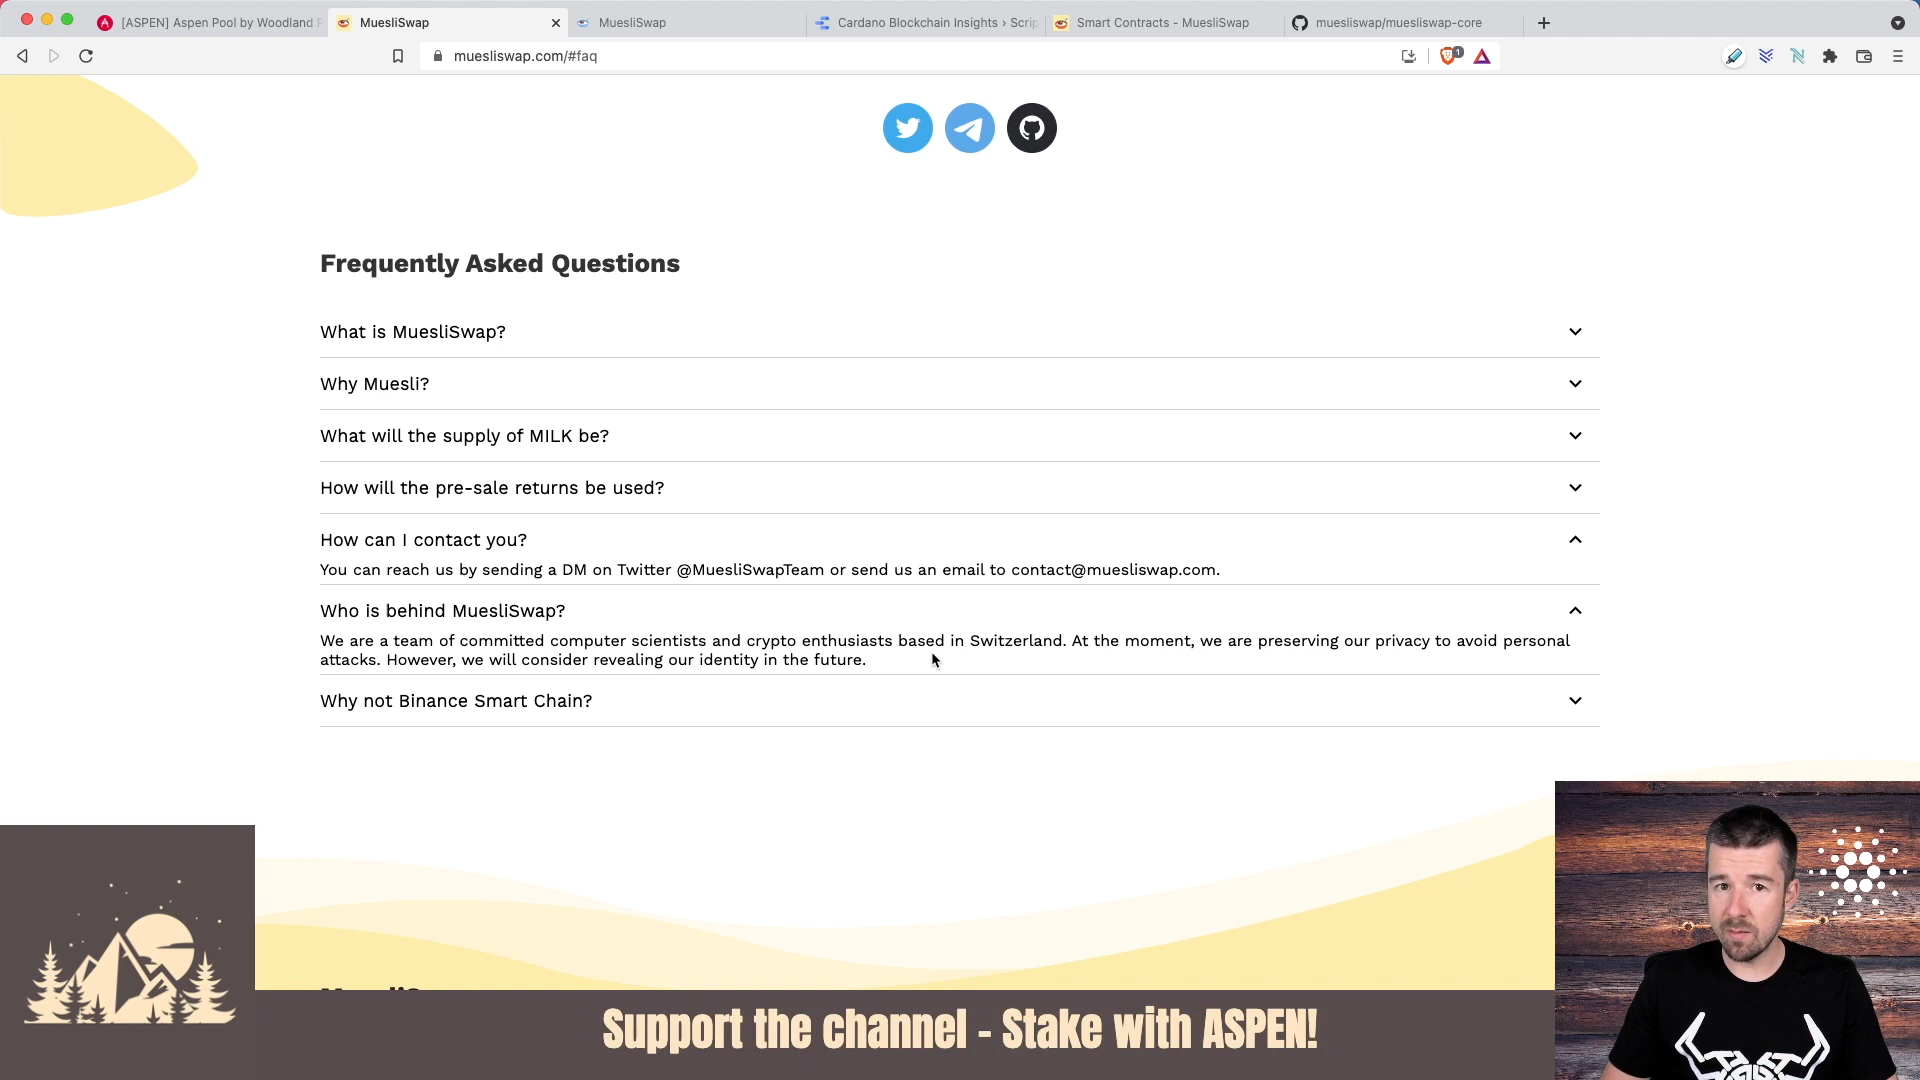 [ASPEN] Aspen Pool by Woodland P
MuesliSwap
MuesliSwap
Cardano Blockchain Insights › Scrip
Smart Contracts - MuesliSwap
muesliswap/muesliswap-core
muesliswap.com/#faq
1
Frequently Asked Questions
What is MuesliSwap?
Why Muesli?
What will the supply of MILK be?
How will the pre-sale returns be used?
How can I contact you?
You can reach us by sending a DM on Twitter @MuesliSwapTeam or send us an email to contact@muesliswap.com.
Who is behind MuesliSwap?
We are a team of committed computer scientists and crypto enthusiasts based in Switzerland. At the moment, we are preserving our privacy to avoid personal
attacks. However, we will consider revealing our identity in the future.
Why not Binance Smart Chain?
Support the channel - Stake with ASPEN!